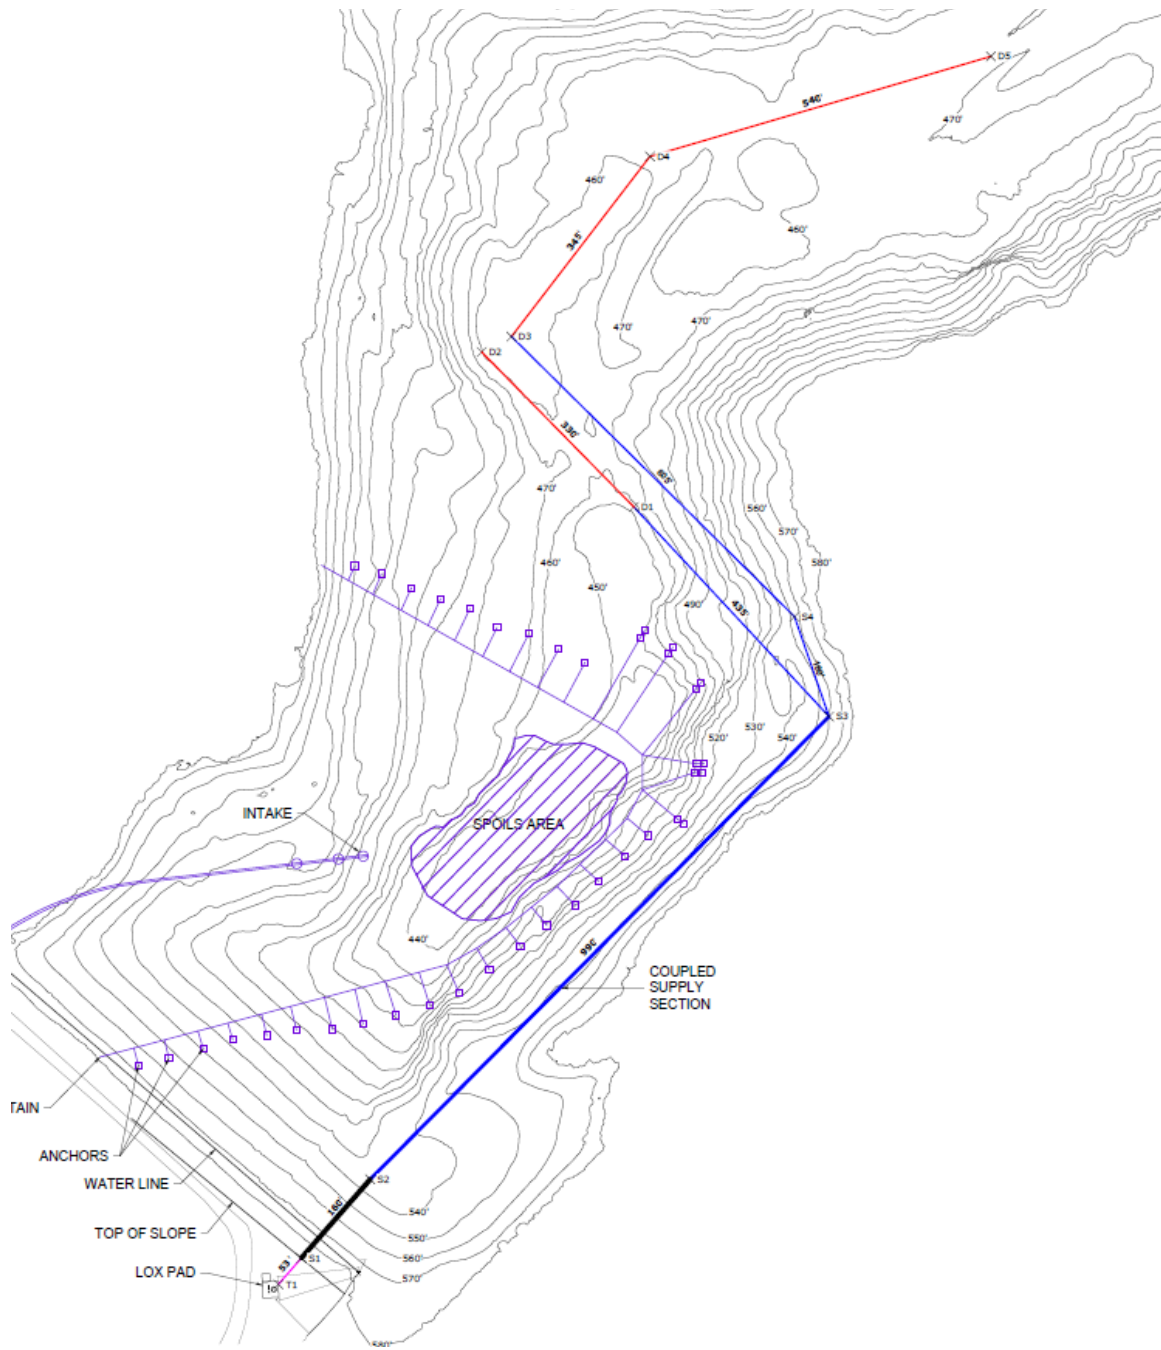 D5
546'
470'
D4
460'
460'
345'
470'
470'
D3
D2
330'
605'
470'
D1
560'
570'
460'
580'
450'
490'
435'
S4
S3
520'
530'
540'
INTAKE
SPOILS AREA
440'
990'
COUPLED
SUPPLY
SECTION
TAIN
ANCHORS
WATER LINE
S2
160'
540'
TOP OF SLOPE
550'
S1
560'
53'
LOX PAD
570'
T1
580'